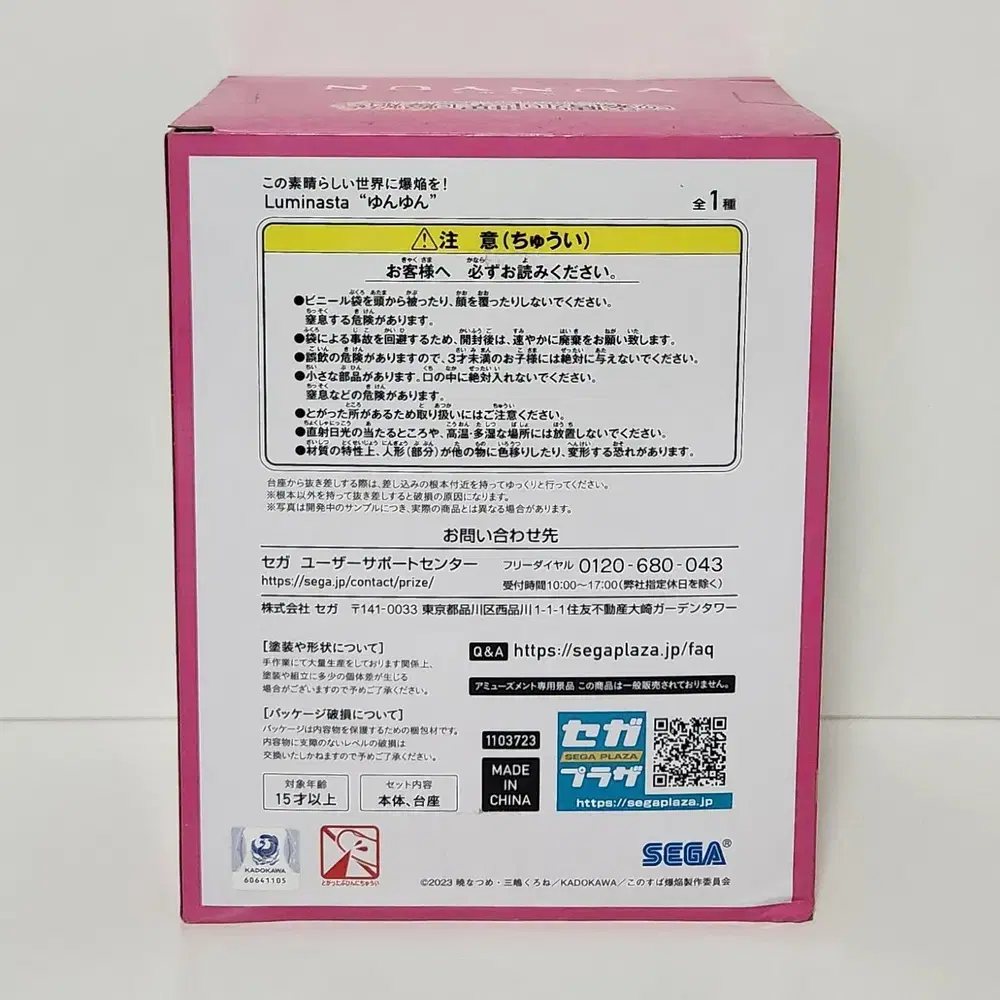 YUNYUN
この素晴らしい世界に爆焔を!
Luminasta “ゆんゆん”
全1種
⚠注 意(ちゅうい)
お客様へ 必ずお読みください。
●ビニール袋を頭から被ったり、顔を覆ったりしないでください。
窒息する危険があります。
●袋による事故を回避するため、開封後は、速やかに廃棄をお願い致します。
●誤飲の危険がありますので、3才未満のお子様には絶対に与えないでください。
●小さな部品があります。口の中に絶対入れないでください。
窒息などの危険があります。
●とがった所があるため取り扱いにはご注意ください。
●直射日光の当たるところや、高温・多湿な場所には放置しないでください。
●材質の特性上、人形(部分)が他の物に色移りしたり、変形する恐れがあります。
台座から抜き差しする際は、差し込みの根本付近を持ってゆっくりと行ってください。
※根本以外を持って抜き差しすると破損の原因になります。
※写真は開発中のサンプルにつき、実際の商品とは異なる場合があります。
お問い合わせ先
セガ ユーザーサポートセンター
https://sega.jp/contact/prize/
フリーダイヤル 0120-680-043
受付時間10:00〜17:00(弊社指定休日を除く)
株式会社 セガ 〒141-0033 東京都品川区西品川1-1-1住友不動産大崎ガーデンタワー
[塗装や形状について]
手作業にて大量生産をしております関係上、
塗装や組立に多少の個体差が生じる
場合がございますので予めご了承ください。
Q&A https://segaplaza.jp/faq
アミューズメント専用景品 この商品は一般販売されておりません。
[パッケージ破損について]
パッケージは内容物を保護するための梱包材です。
内容物に支障のないレベルの破損は
交換いたしかねますので予めご了承ください。
対象年齢
15才以上
セット内容
本体、台座
1103723
MADE
IN
CHINA
セガ
SEGA PLAZA
プラザ
https://segaplaza.jp
KADOKAWA
60641105
とがったぶひんにちゅうい
SEGA®
©2023 暁なつめ・三嶋くろね/KADOKAWA/このすば爆焔製作委員会